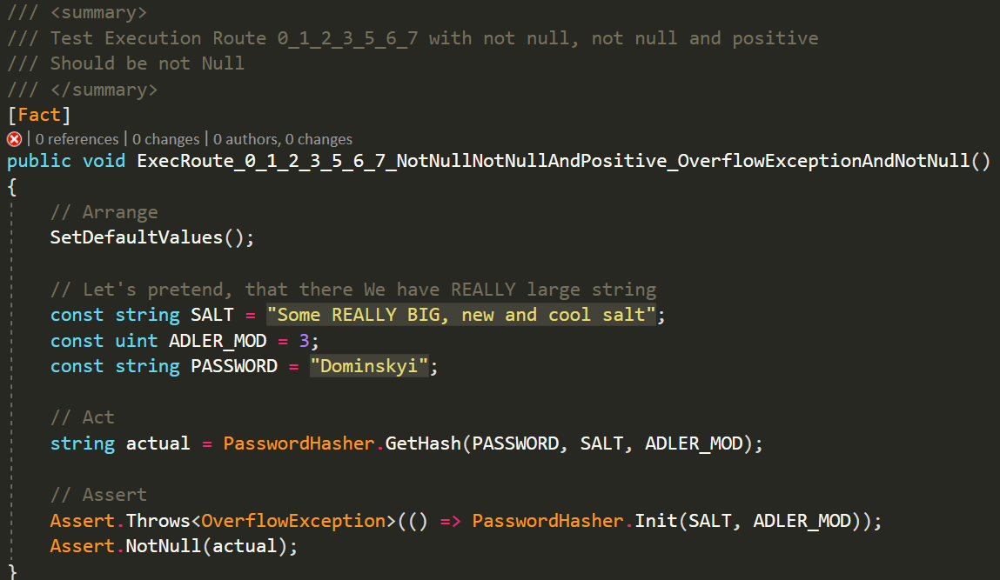 /// <summary>
/// Test Execution Route 0_1_2_3_5_6_7 with not null, not null and positive
/// Should be not Null
/// </summary>
[Fact]
| 0 references | 0 changes | 0 authors, 0 changes
public void ExecRoute_0_1_2_3_5_6_7_NotNullNotNullAndPositive_OverflowExceptionAndNotNull()
{
    // Arrange
    SetDefaultValues();
    // Let's pretend, that there We have REALLY large string
    const string SALT = "Some REALLY BIG, new and cool salt";
    const uint ADLER_MOD = 3;
    const string PASSWORD = "Dominskyi";
    // Act
    string actual = PasswordHasher.GetHash(PASSWORD, SALT, ADLER_MOD);
    // Assert
    Assert.Throws<OverflowException>(() => PasswordHasher.Init(SALT, ADLER_MOD));
    Assert.NotNull(actual);
}